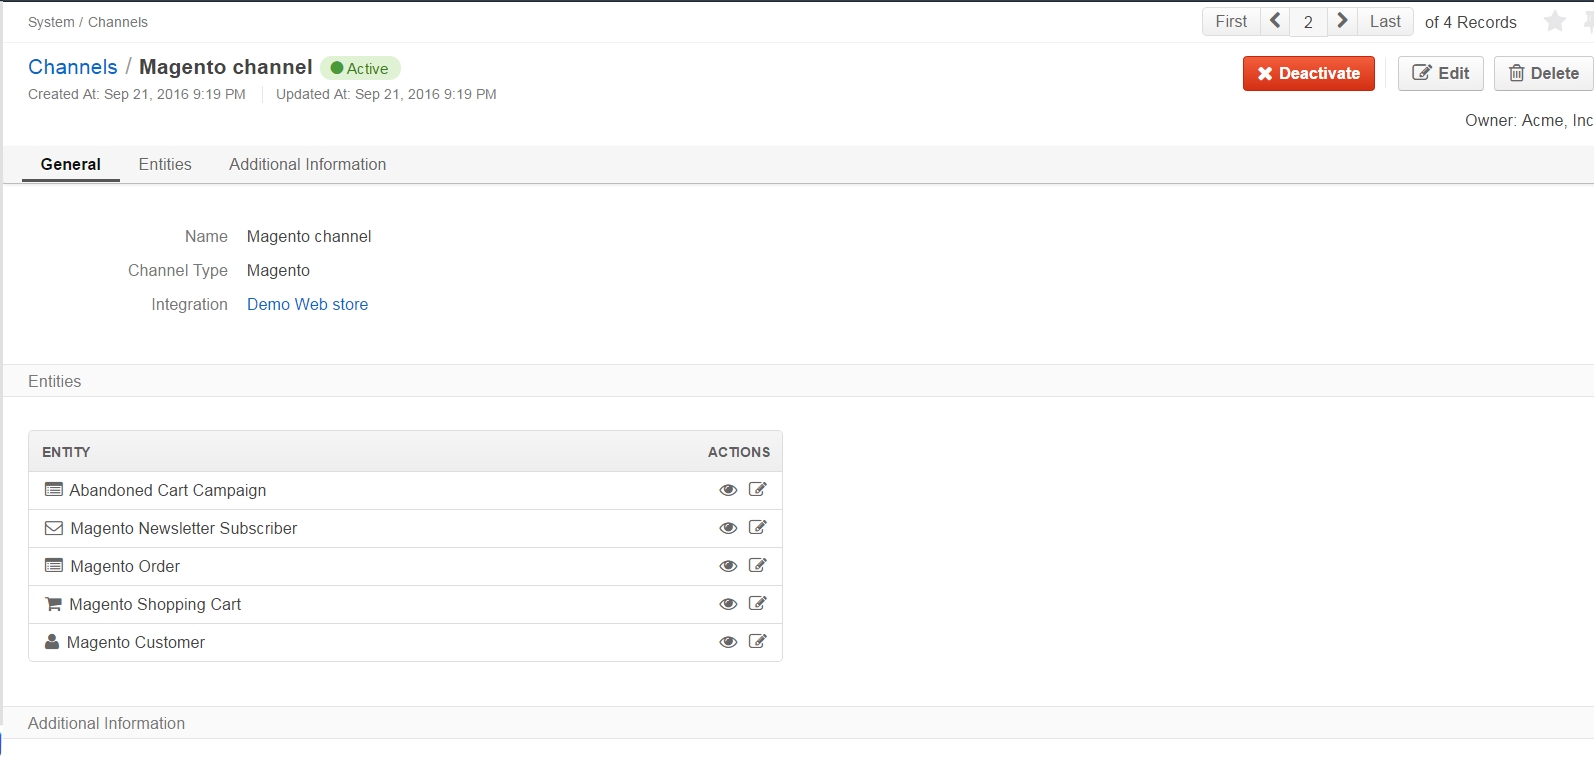 System / Channels
First 2 Last of 4 Records
Channels / Magento channel Active
Deactivate Edit Delete
Created At: Sep 21, 2016 9:19 PM Updated At: Sep 21, 2016 9:19 PM
Owner: Acme, Inc
General Entities Additional Information
Name Magento channel
Channel Type Magento
Integration Demo Web store
Entities
ENTITY ACTIONS
Abandoned Cart Campaign
Magento Newsletter Subscriber
Magento Order
Magento Shopping Cart
Magento Customer
Additional Information